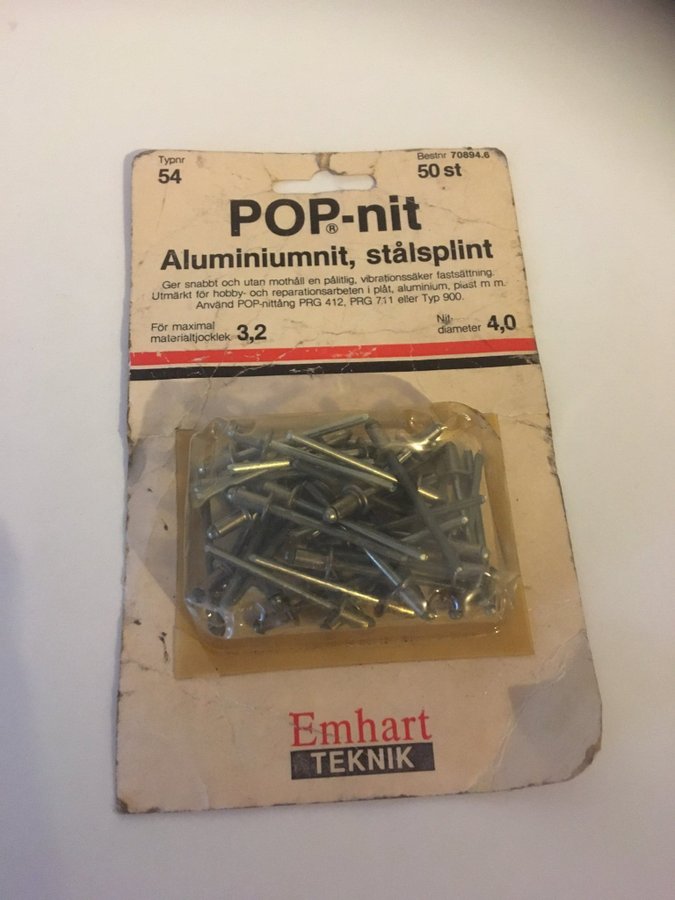 Typnr
54
Bestnr 70894.6
50 st
POP®-nit
Aluminiumnit, stålsplint
Ger snabbt och utan mothåll en pålitlig, vibrationssäker fastsättning.
Utmärkt för hobby- och reparationsarbeten i plåt, aluminium, plast m m.
Använd POP-nittång PRG 412, PRG 711 eller Typ 900.
För maximal
materialtjocklek 3,2
Nit-
diameter 4,0
Emhart
TEKNIK